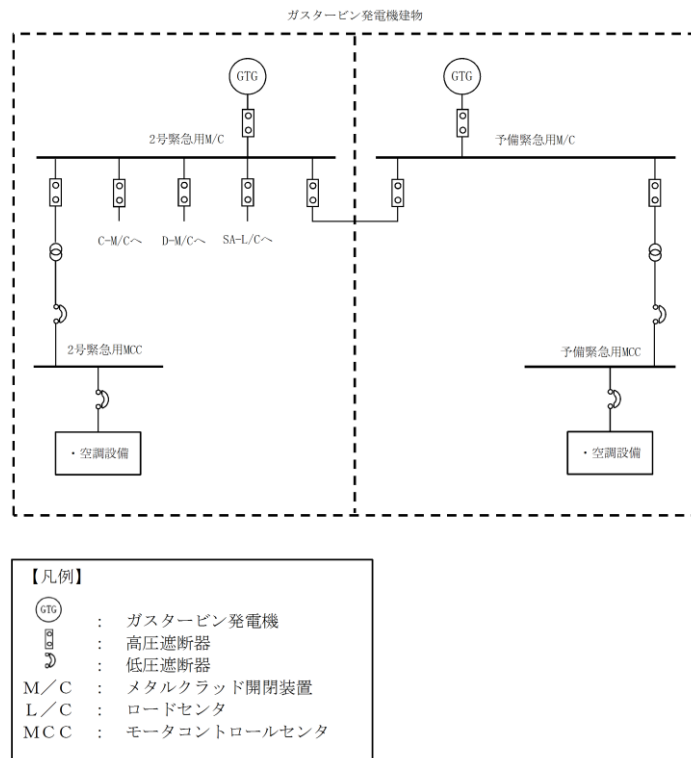 ガスタービン発電機建物
GTG
GTG
2号緊急用M/C
予備緊急用M/C
C-M/Cへ
D-M/Cへ
SA-L/Cへ
2号緊急用MCC
予備緊急用MCC
・空調設備
・空調設備
【凡例】
GTG : ガスタービン発電機
: 高圧遮断器
: 低圧遮断器
M/C : メタルクラッド開閉装置
L/C : ロードセンタ
MCC : モータコントロールセンタ